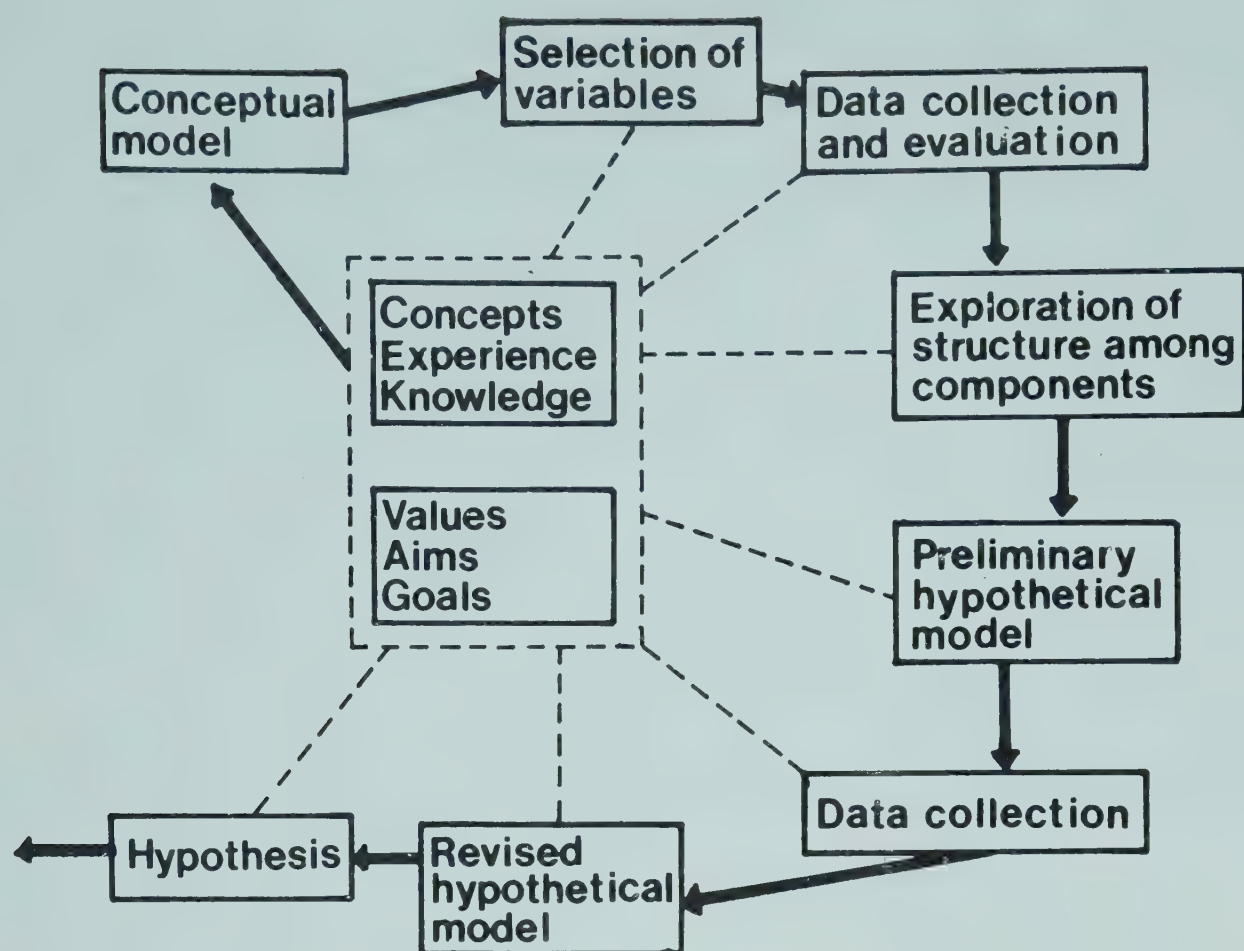 Selection of
variables
Conceptual
model
Data collection
and evaluation
Concepts
Experience
Knowledge
Exploration of
structure among
components
Values
Aims
Goals
Preliminary
hypothetical
model
Data collection
Hypothesis
Revised
hypothetical
model